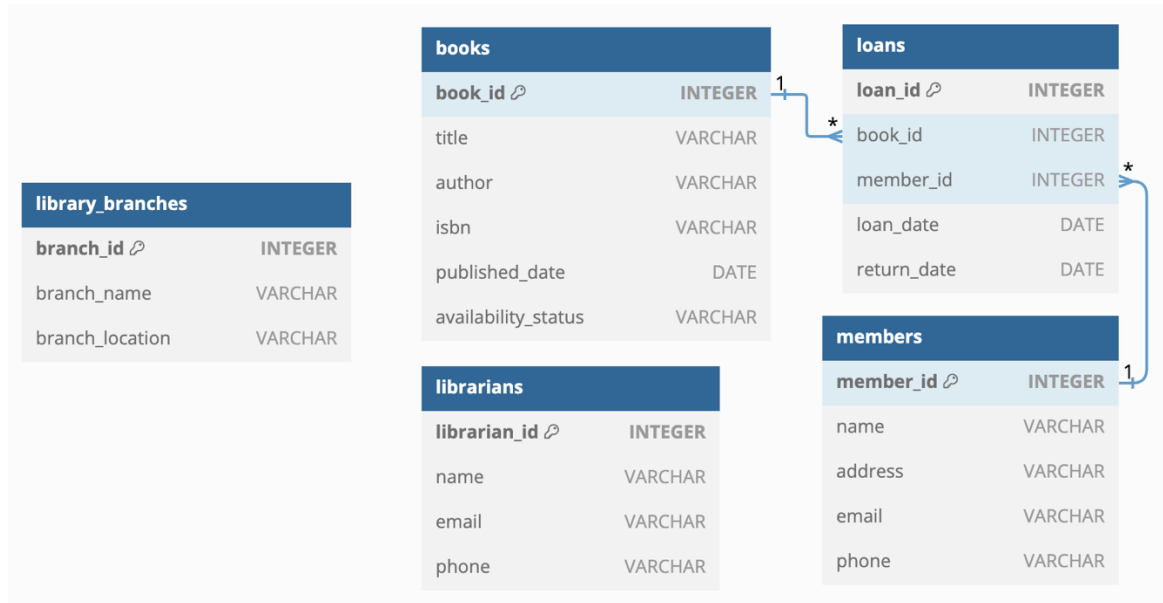 library_branches
branch_id INTEGER
branch_name VARCHAR
branch_location VARCHAR
books
book_id INTEGER
title VARCHAR
author VARCHAR
isbn VARCHAR
published_date DATE
availability_status VARCHAR
librarians
librarian_id INTEGER
name VARCHAR
email VARCHAR
phone VARCHAR
1
*
loans
loan_id INTEGER
book_id INTEGER
member_id INTEGER
loan_date DATE
return_date DATE
*
1
members
member_id INTEGER
name VARCHAR
address VARCHAR
email VARCHAR
phone VARCHAR